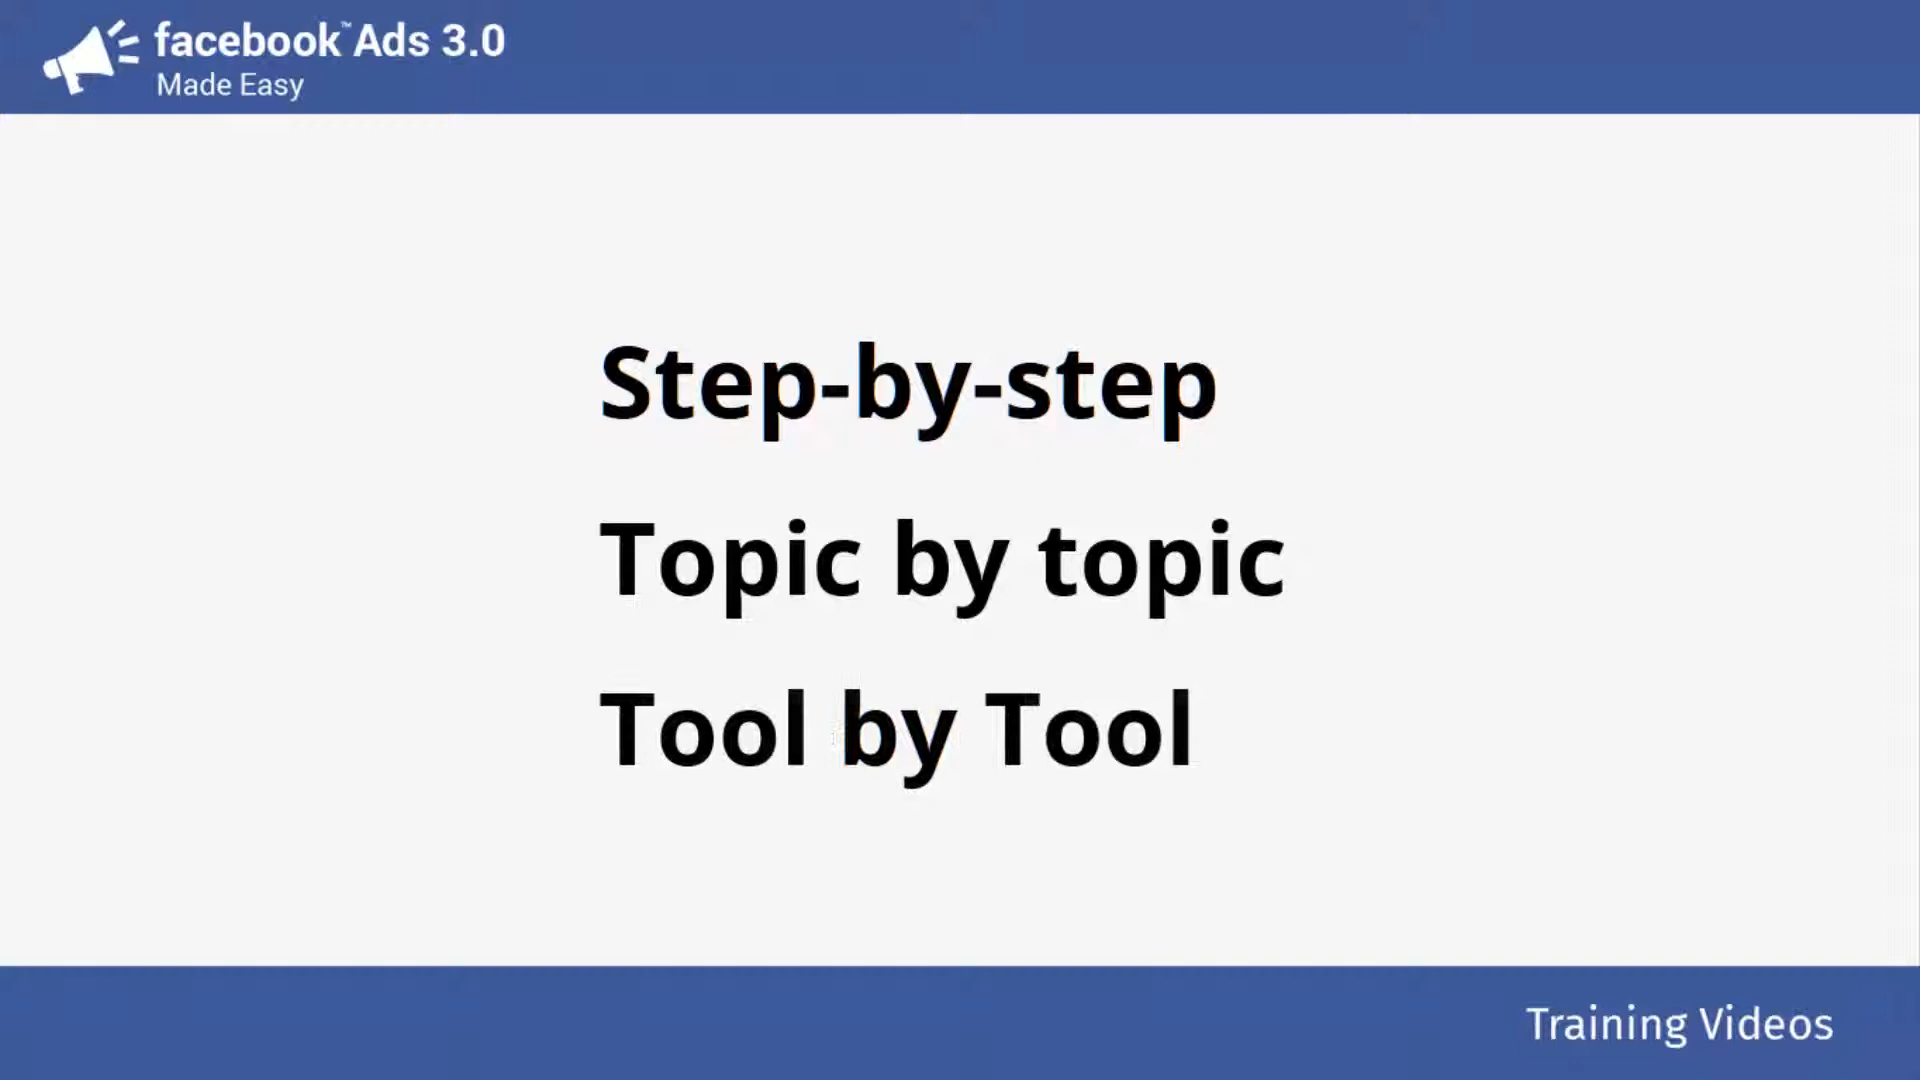 facebook™ Ads 3.0
Made Easy
Step-by-step
Topic by topic
Tool by Tool
Training Videos